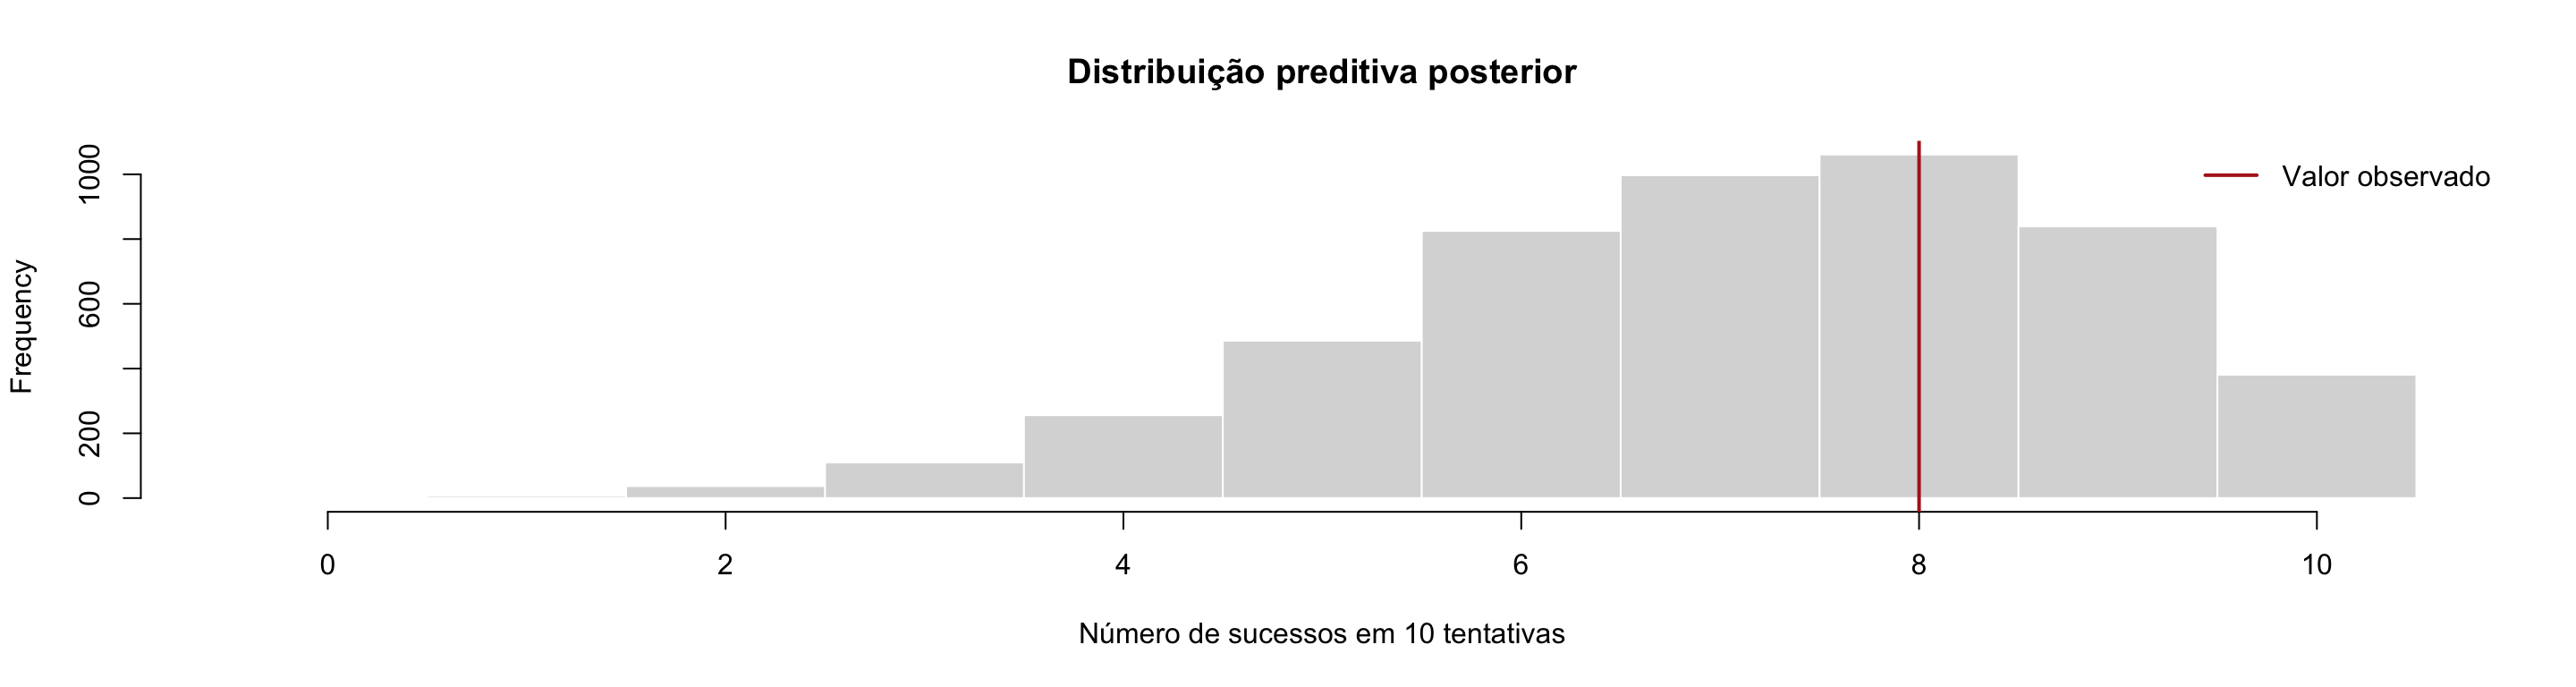 Distribuição preditiva posterior
Valor observado
Frequency
1000
600
200
0
0 2 4 6 8 10
Número de sucessos em 10 tentativas